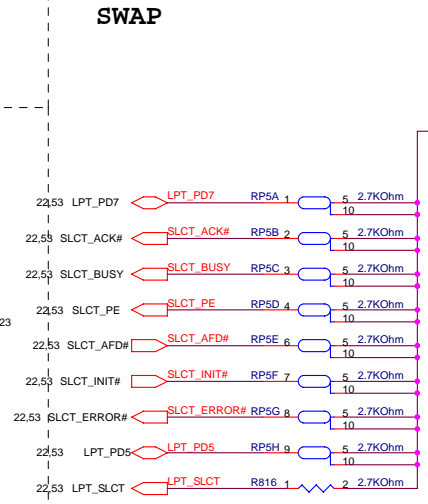 SWAP
22,53 LPT_PD7 LPT_PD7 RP5A 1 5 2.7KOhm
10
22,53 SLCT_ACK# SLCT_ACK# RP5B 2 5 2.7KOhm
10
22,53 SLCT_BUSY SLCT_BUSY RP5C 3 5 2.7KOhm
10
22,53 SLCT_PE SLCT_PE RP5D 4 5 2.7KOhm
10
23
22,53 SLCT_AFD# SLCT_AFD# RP5E 6 5 2.7KOhm
10
22,53 SLCT_INIT# SLCT_INIT# RP5F 7 5 2.7KOhm
10
22,53 SLCT_ERROR# SLCT_ERROR# RP5G 8 5 2.7KOhm
10
22,53 LPT_PD5 LPT_PD5 RP5H 9 5 2.7KOhm
10
22,53 LPT_SLCT LPT_SLCT R816 1 2 2.7KOhm